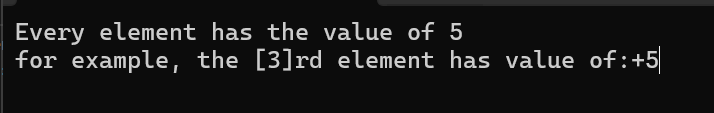 Every element has the value of 5
for example, the [3]rd element has value of:+5